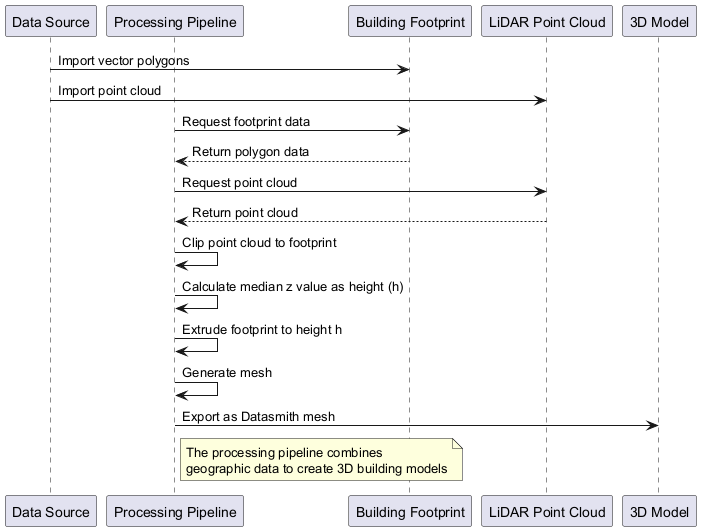 Data Source
Processing Pipeline
Building Footprint
LiDAR Point Cloud
3D Model
Import vector polygons
Import point cloud
Request footprint data
Return polygon data
Request point cloud
Return point cloud
Clip point cloud to footprint
Calculate median z value as height (h)
Extrude footprint to height h
Generate mesh
Export as Datasmith mesh
The processing pipeline combines
geographic data to create 3D building models
Data Source
Processing Pipeline
Building Footprint
LiDAR Point Cloud
3D Model